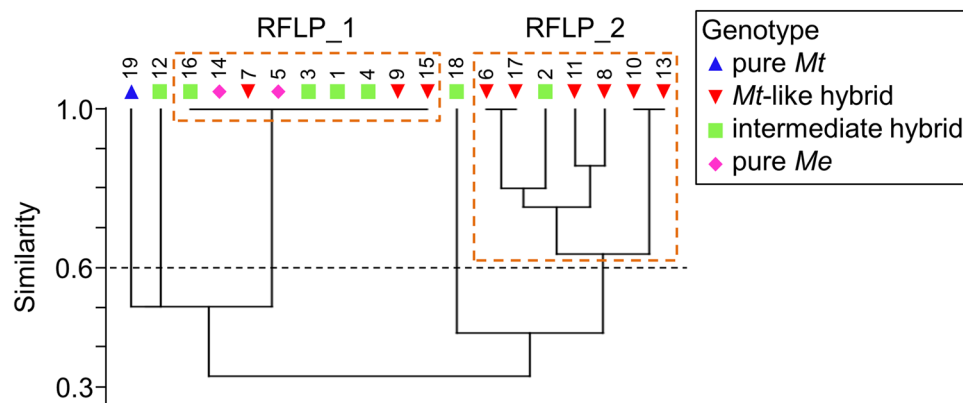 RFLP_1
RFLP_2
19 12 16 14 7 5 3 1 4 9 15 18 6 17 2 11 8 10 13
Genotype
pure Mt
Mt-like hybrid
intermediate hybrid
pure Me
1.0
0.6
0.3
Similarity